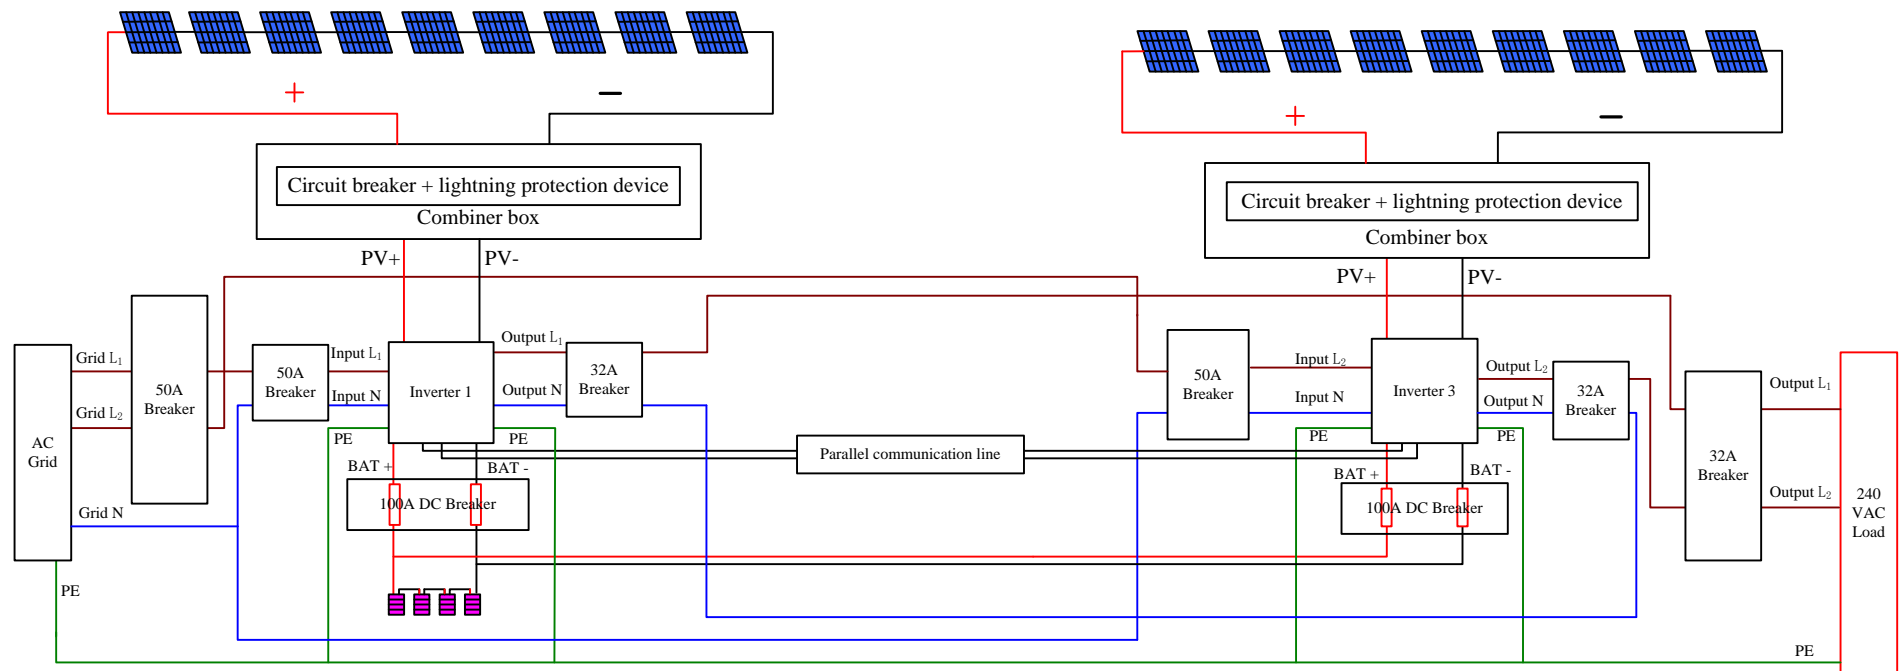 +
−
+
−
Circuit breaker + lightning protection device
Combiner box
Circuit breaker + lightning protection device
Combiner box
PV+
PV-
PV+
PV-
Grid L₁
Grid L₂
Grid N
AC
Grid
PE
50A
Breaker
50A
Breaker
Input L₁
Input N
PE
Inverter 1
Output L₁
Output N
PE
32A
Breaker
BAT +
BAT -
100A DC Breaker
Parallel communication line
50A
Breaker
Input L₂
Input N
PE
Inverter 3
Output L₂
Output N
PE
32A
Breaker
BAT +
BAT -
100A DC Breaker
32A
Breaker
Output L₁
Output L₂
240
VAC
Load
PE